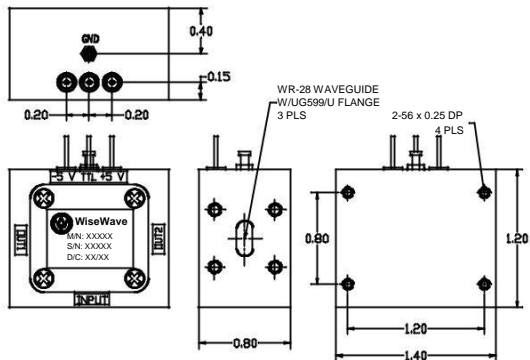 GND
0.40
0.15
0.20
0.20
WR-28 WAVEGUIDE
W/UG599/U FLANGE
3 PLS
2-56 x 0.25 DP
4 PLS
-5 V TTL +5 V
WiseWave
M/N: XXXXX
S/N: XXXXX
D/C: XX/XX
OUT1
OUT2
INPUT
0.80
0.80
1.20
1.20
1.40